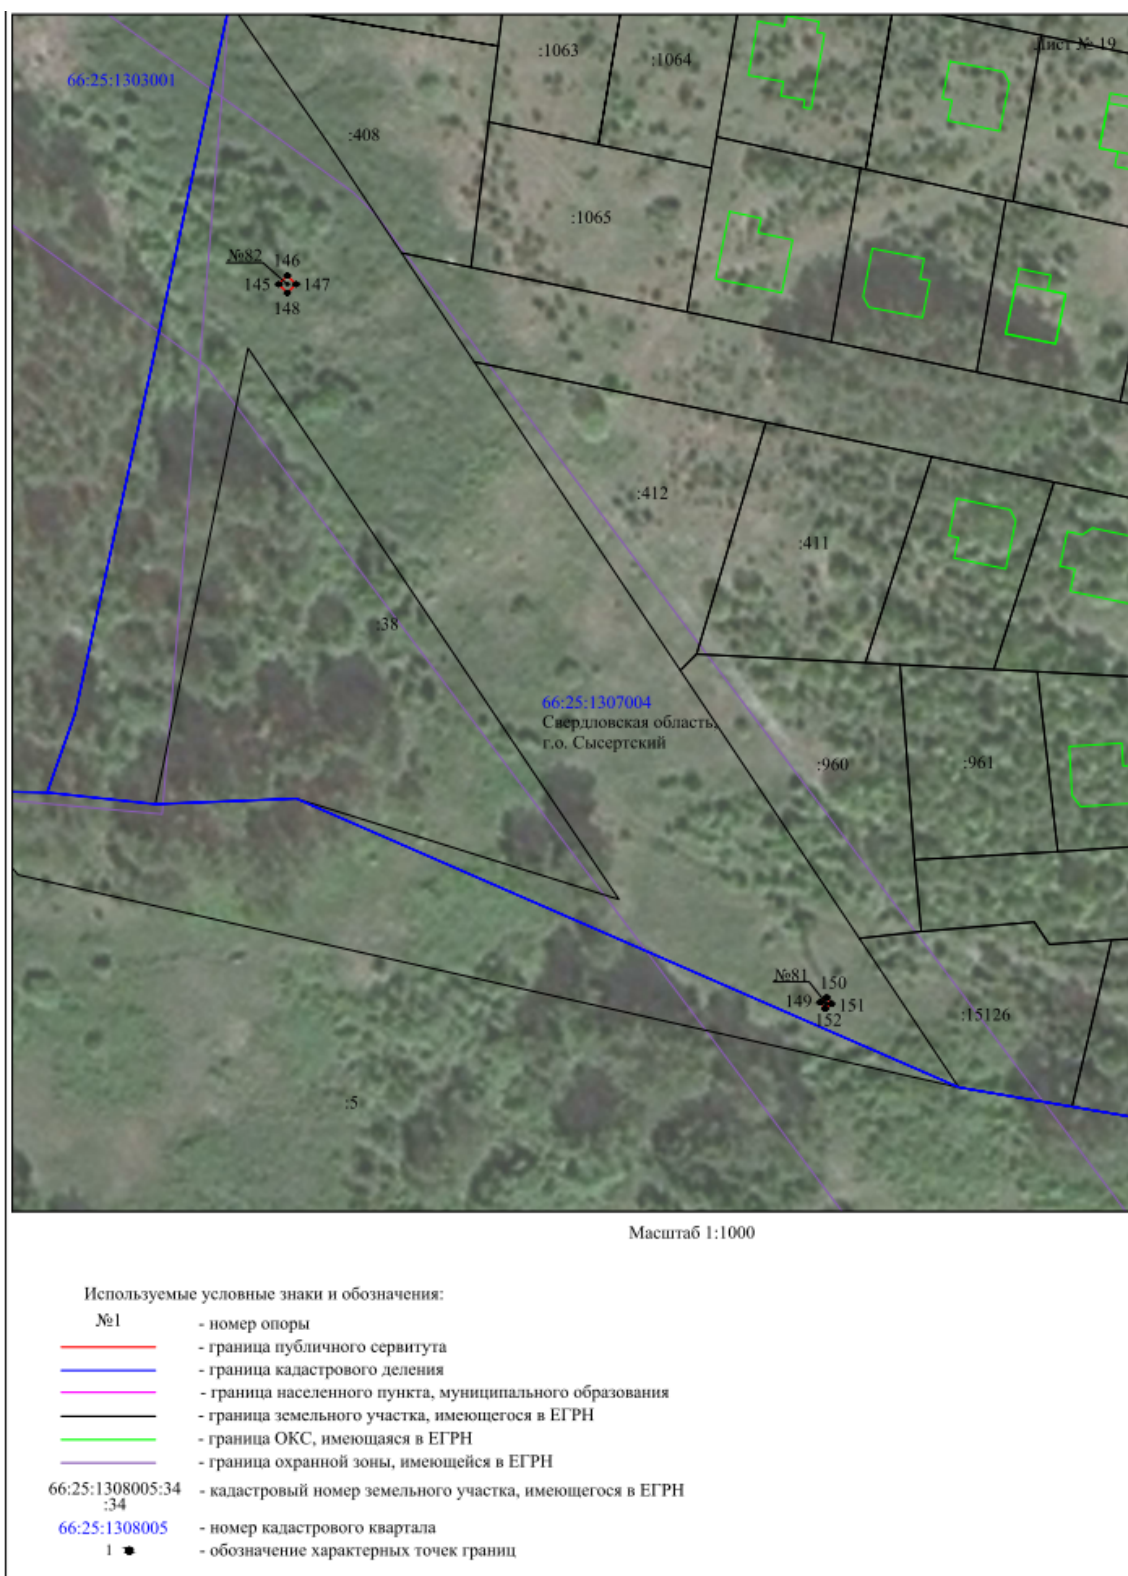 Лист № 19
:1063
:1064
66:25:1303001
:408
:1065
№82
146
145
147
148
:412
:411
:38
66:25:1307004
Свердловская область,
г.о. Сысертский
:960
:961
№81
150
149
151
152
:15126
:5
Масштаб 1:1000
Используемые условные знаки и обозначения:
№1 - номер опоры
- граница публичного сервитута
- граница кадастрового деления
- граница населенного пункта, муниципального образования
- граница земельного участка, имеющегося в ЕГРН
- граница ОКС, имеющаяся в ЕГРН
- граница охранной зоны, имеющейся в ЕГРН
66:25:1308005:34 - кадастровый номер земельного участка, имеющегося в ЕГРН
:34
66:25:1308005 - номер кадастрового квартала
1 - обозначение характерных точек границ